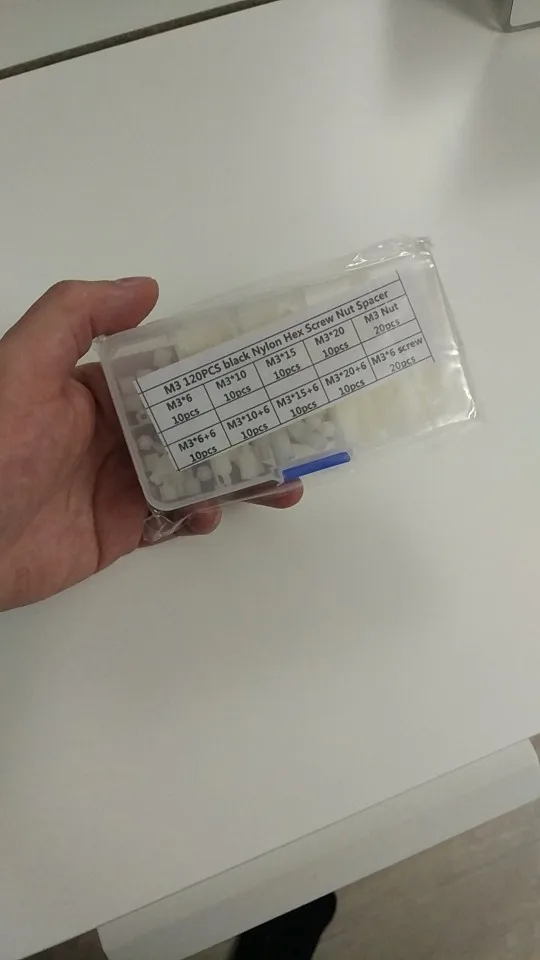 M3 120PCS black Nylon Hex Screw Nut Spacer
M3*6 M3*10 M3*15 M3*20 M3 Nut
10pcs 10pcs 10pcs 10pcs 20pcs
M3*6+6 M3*10+6 M3*15+6 M3*20+6 M3*6 screw
10pcs 10pcs 10pcs 10pcs 20pcs